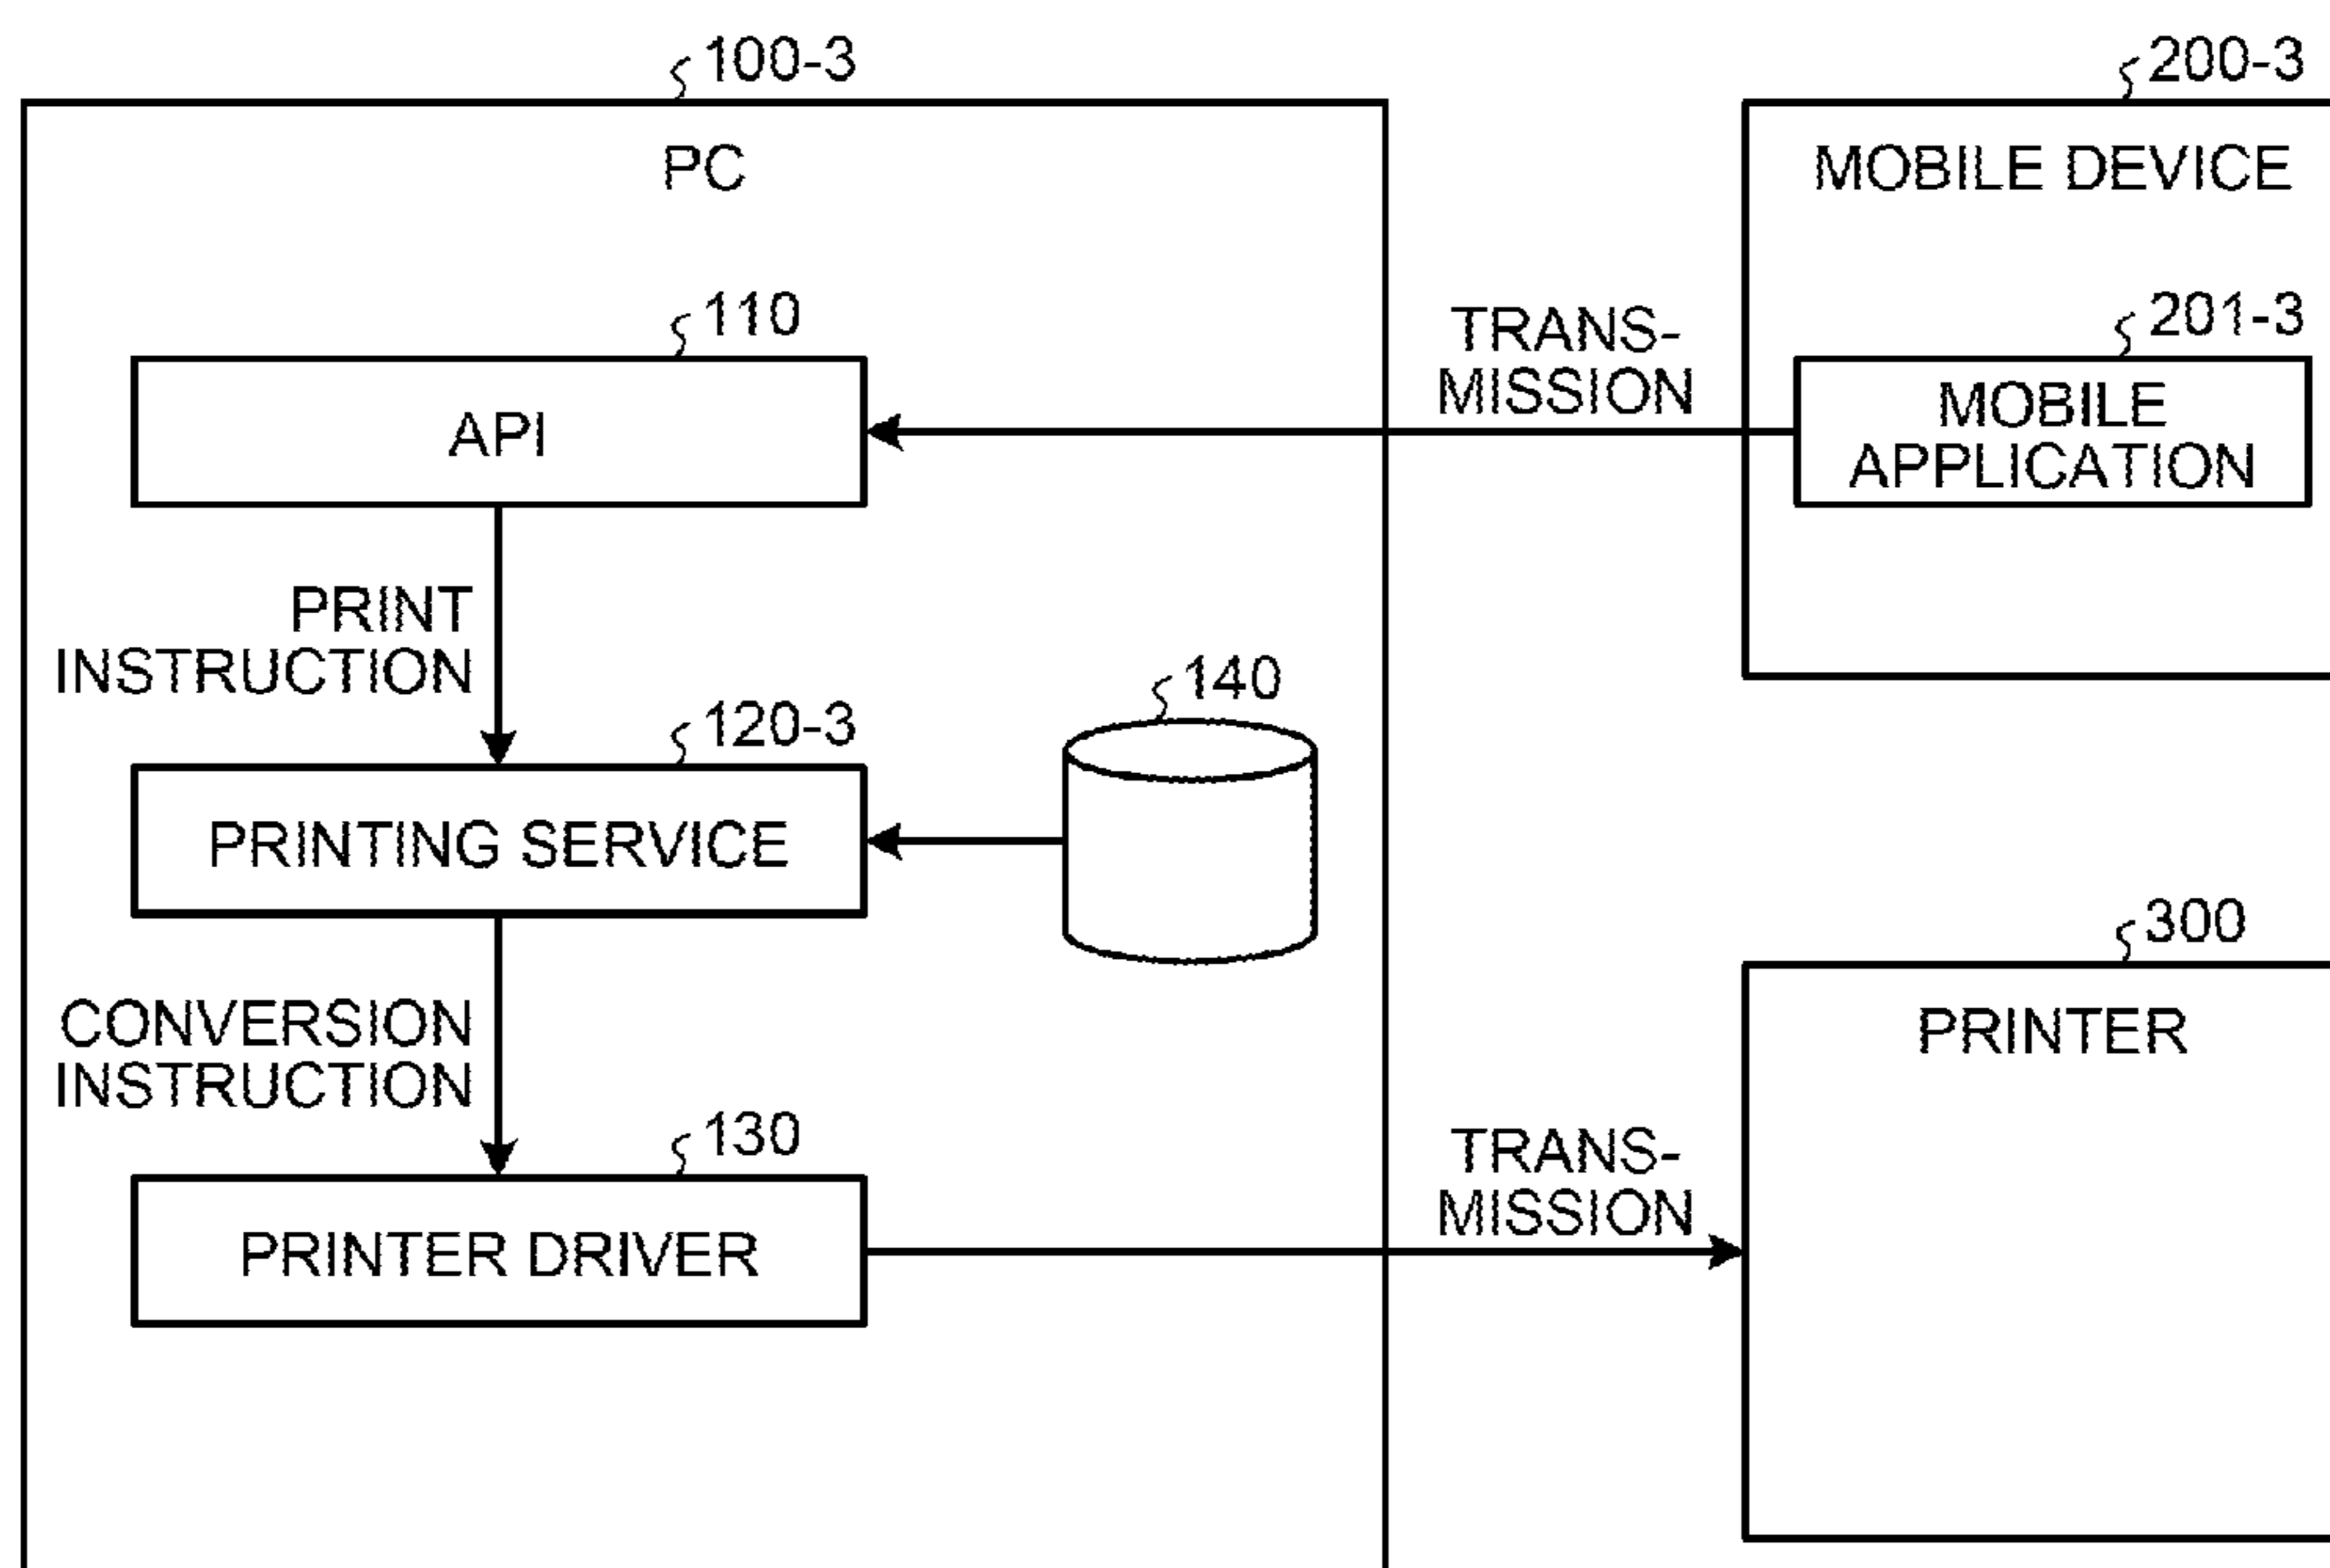 100-3
PC
200-3
MOBILE DEVICE
110
API
TRANS-
MISSION
201-3
MOBILE
APPLICATION
PRINT
INSTRUCTION
120-3
PRINTING SERVICE
140
300
PRINTER
CONVERSION
INSTRUCTION
130
PRINTER DRIVER
TRANS-
MISSION